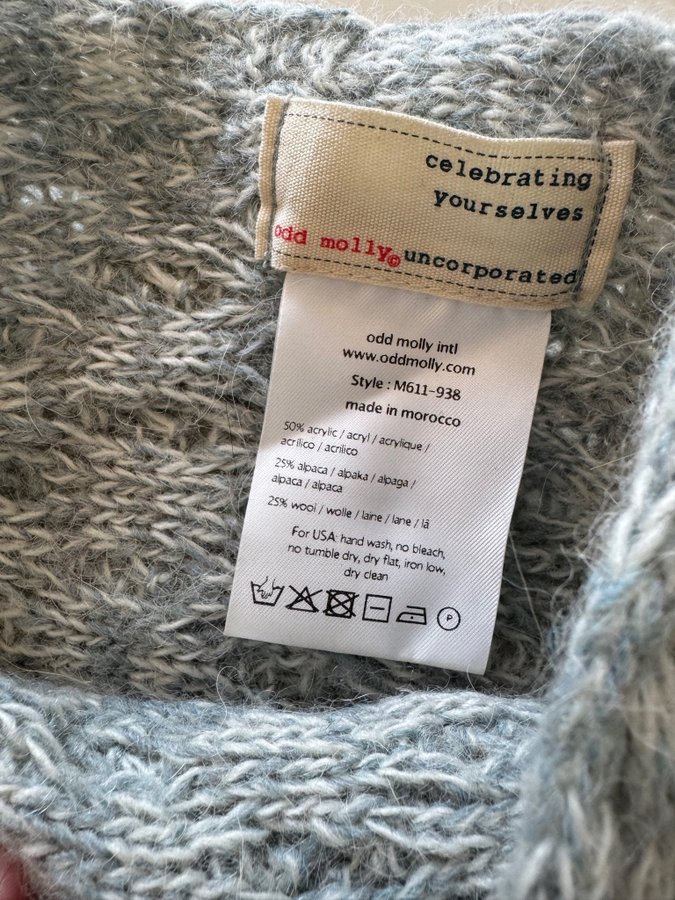 celebrating
yourselves
odd molly© uncorporated
odd molly intl
www.oddmolly.com
Style : M611-938
made in morocco
50% acrylic / acryl / acrylique /
acrilico / acrilico
25% alpaca / alpaka / alpaga /
alpaca / alpaca
25% wool / wolle / laine / lane / lã
For USA: hand wash, no bleach,
no tumble dry, dry flat, iron low,
dry clean
P